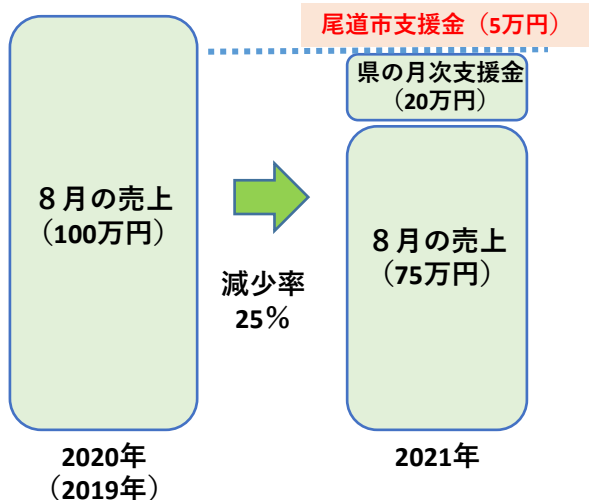 尾道市支援金（5万円）
県の月次支援金
（20万円）
８月の売上
（100万円）
８月の売上
（75万円）
減少率
25％
2020年
（2019年）
2021年